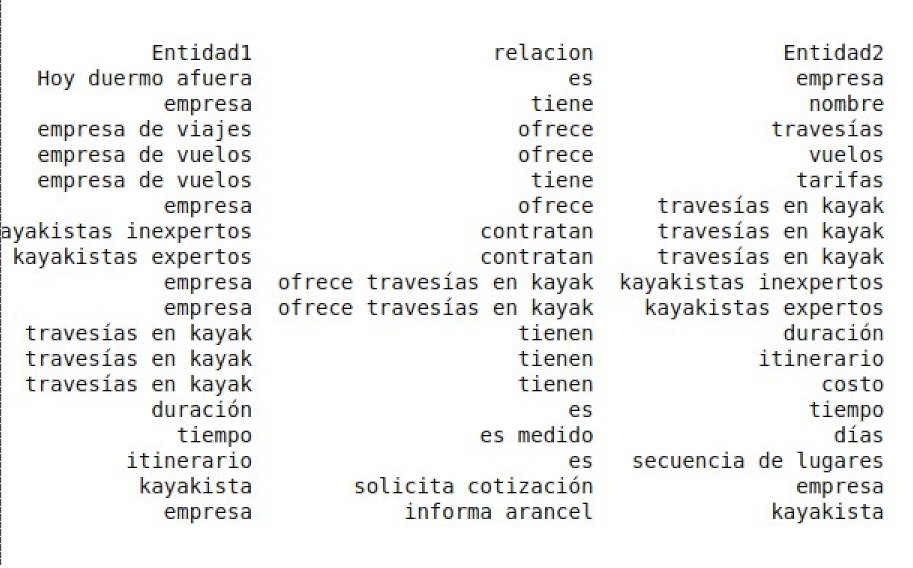 Entidad1 relacion Entidad2
Hoy duermo afuera es empresa
empresa tiene nombre
empresa de viajes ofrece travesías
empresa de vuelos ofrece vuelos
empresa de vuelos tiene tarifas
empresa ofrece travesías en kayak
ayakistas inexpertos contratan travesías en kayak
kayakistas expertos contratan travesías en kayak
empresa ofrece travesías en kayak kayakistas inexpertos
empresa ofrece travesías en kayak kayakistas expertos
travesías en kayak tienen duración
travesías en kayak tienen itinerario
travesías en kayak tienen costo
duración es tiempo
tiempo es medido días
itinerario es secuencia de lugares
kayakista solicita cotización empresa
empresa informa arancel kayakista